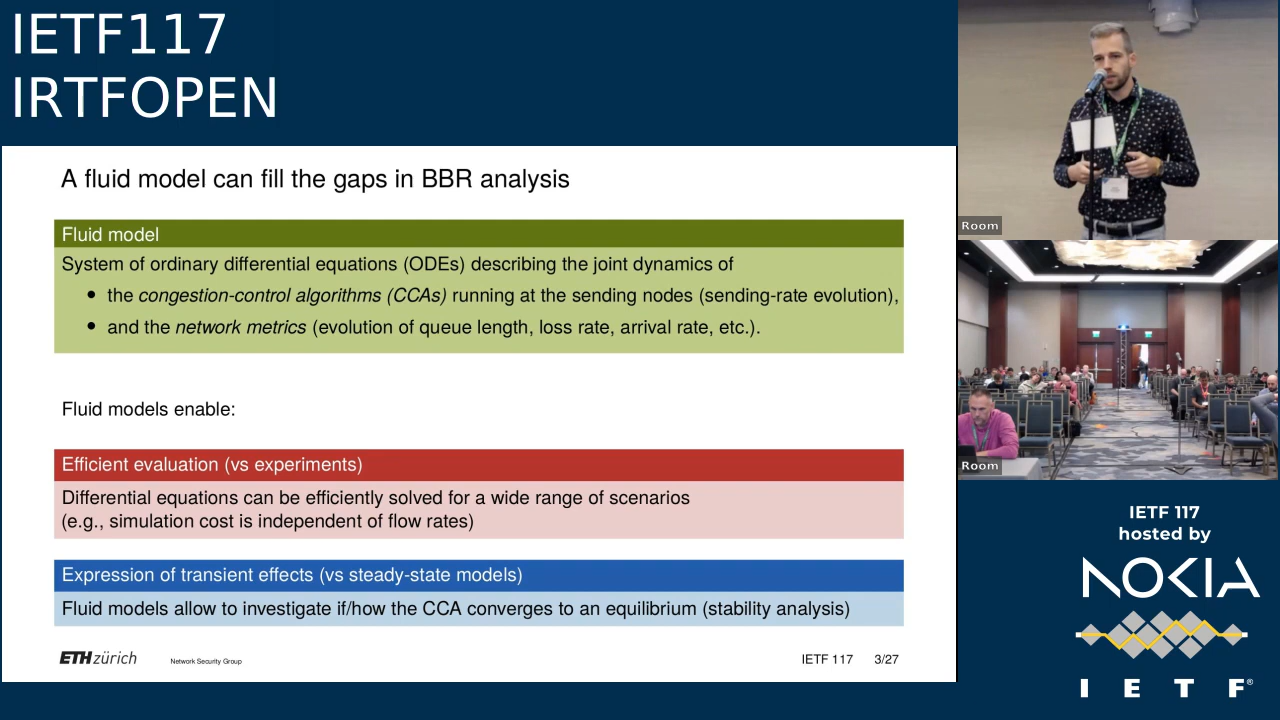 IETF117
IRTFOPEN
A fluid model can fill the gaps in BBR analysis
Fluid model
System of ordinary differential equations (ODEs) describing the joint dynamics of
• the congestion-control algorithms (CCAs) running at the sending nodes (sending-rate evolution),
• and the network metrics (evolution of queue length, loss rate, arrival rate, etc.).
Fluid models enable:
Efficient evaluation (vs experiments)
Differential equations can be efficiently solved for a wide range of scenarios
(e.g., simulation cost is independent of flow rates)
Expression of transient effects (vs steady-state models)
Fluid models allow to investigate if/how the CCA converges to an equilibrium (stability analysis)
ETH zürich Network Security Group IETF 117 3/27
Room
Room
IETF 117
hosted by
NOKIA
IETF®